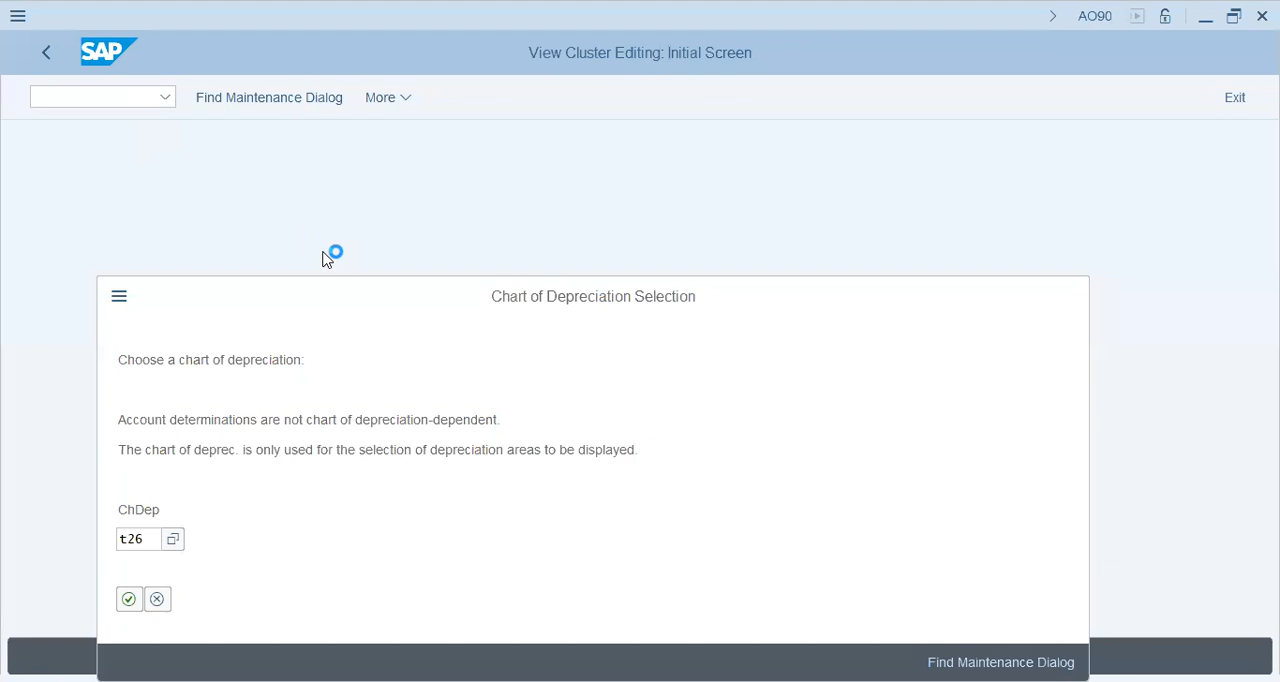 AO90
SAP
View Cluster Editing: Initial Screen
Find Maintenance Dialog
More
Exit
Chart of Depreciation Selection
Choose a chart of depreciation:
Account determinations are not chart of depreciation-dependent.
The chart of deprec. is only used for the selection of depreciation areas to be displayed.
ChDep
t26
Find Maintenance Dialog